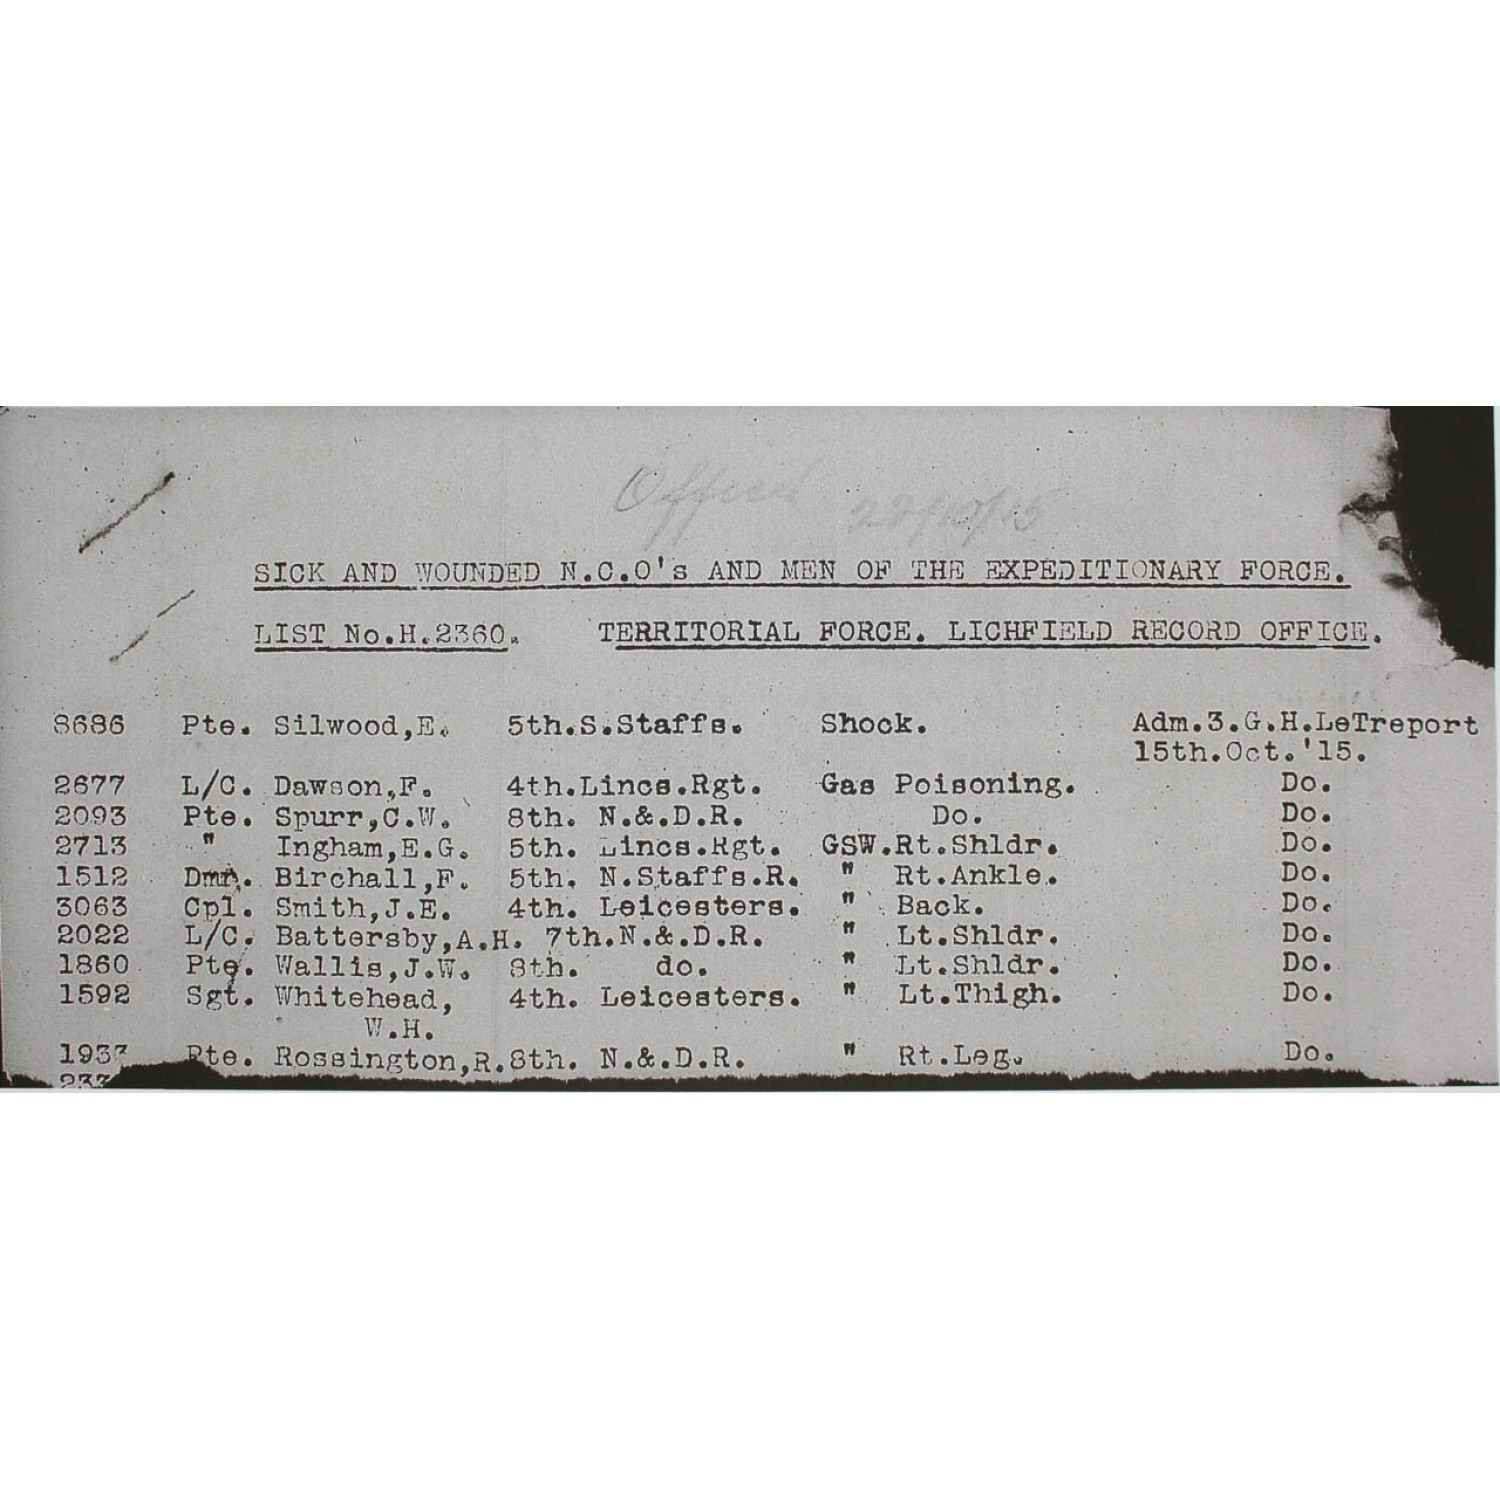 22/10/15
SICK AND WOUNDED N.C.O's AND MEN OF THE EXPEDITIONARY FORCE.
LIST No.H.2360. TERRITORIAL FORCE. LICHFIELD RECORD OFFICE.
8686 Pte. Silwood,E. 5th.S.Staffs. Shock. Adm.3.G.H.LeTreport
15th.Oct.'15.
2677 L/C. Dawson,F. 4th.Lincs.Rgt. Gas Poisoning. Do.
2093 Pte. Spurr,C.W. 8th. N.&.D.R. Do. Do.
2713 " Ingham,E.G. 5th. Lincs.Rgt. GSW.Rt.Shldr. Do.
1512 Dmr. Birchall,F. 5th. N.Staffs.R. " Rt.Ankle. Do.
3063 Cpl. Smith,J.E. 4th. Leicesters. " Back. Do.
2022 L/C. Battersby,A.H. 7th.N.&.D.R. " Lt.Shldr. Do.
1860 Pte. Wallis,J.W. 8th. do. " Lt.Shldr. Do.
1592 Sgt. Whitehead, 4th. Leicesters. " Lt.Thigh. Do.
W.H.
Pte. Rossington,R. 8th. N.&.D.R. " Rt.Leg. Do.